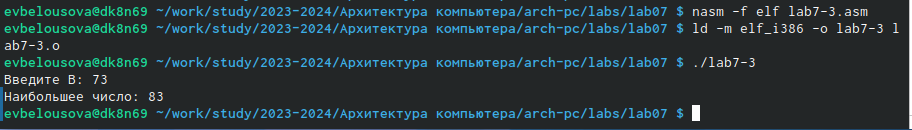 evbelousova@dk8n69 ~/work/study/2023-2024/Архитектура компьютера/arch-pc/labs/lab07 $ nasm -f elf lab7-3.asm
evbelousova@dk8n69 ~/work/study/2023-2024/Архитектура компьютера/arch-pc/labs/lab07 $ ld -m elf_i386 -o lab7-3 l
ab7-3.o
evbelousova@dk8n69 ~/work/study/2023-2024/Архитектура компьютера/arch-pc/labs/lab07 $ ./lab7-3
Введите B: 73
Наибольшее число: 83
evbelousova@dk8n69 ~/work/study/2023-2024/Архитектура компьютера/arch-pc/labs/lab07 $